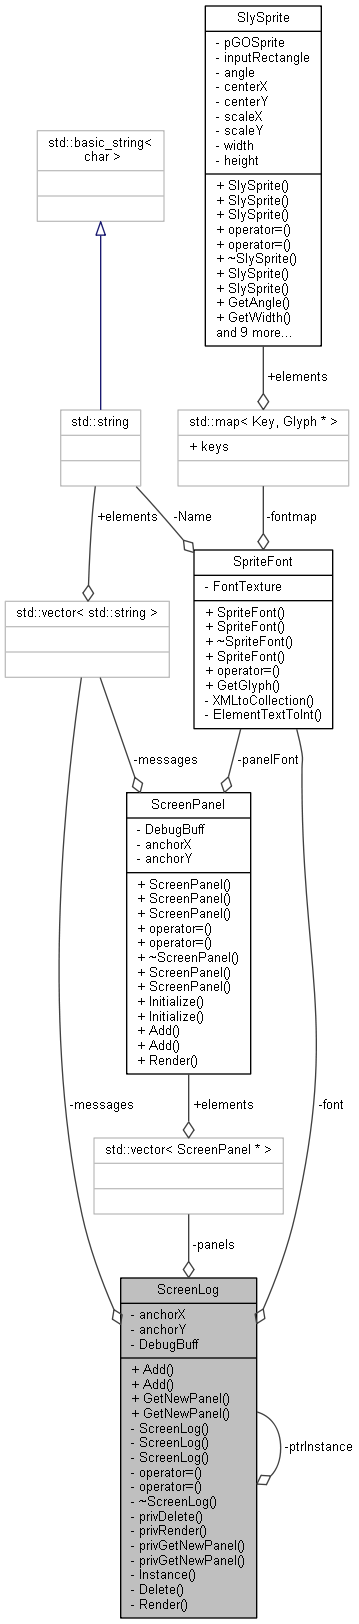 SlySprite
- pGOSprite
- inputRectangle
- angle
- centerX
- centerY
- scaleX
- scaleY
- width
- height
+ SlySprite()
+ SlySprite()
+ SlySprite()
+ operator=()
+ operator=()
+ ~SlySprite()
+ SlySprite()
+ SlySprite()
+ GetAngle()
+ GetWidth()
and 9 more...
std::basic_string<
char >
+elements
std::string
std::map< Key, Glyph * >
+ keys
+elements
-Name
-fontmap
SpriteFont
- FontTexture
+ SpriteFont()
+ SpriteFont()
+ ~SpriteFont()
+ SpriteFont()
+ operator=()
+ GetGlyph()
- XMLtoCollection()
- ElementTextToInt()
std::vector< std::string >
-messages
-panelFont
ScreenPanel
- DebugBuff
- anchorX
- anchorY
+ ScreenPanel()
+ ScreenPanel()
+ ScreenPanel()
+ operator=()
+ operator=()
+ ~ScreenPanel()
+ ScreenPanel()
+ ScreenPanel()
+ Initialize()
+ Initialize()
+ Add()
+ Add()
+ Render()
-messages
+elements
-font
std::vector< ScreenPanel * >
-panels
ScreenLog
- anchorX
- anchorY
- DebugBuff
+ Add()
+ Add()
+ GetNewPanel()
+ GetNewPanel()
- ScreenLog()
- ScreenLog()
- ScreenLog()
- operator=()
- operator=()
- ~ScreenLog()
- privDelete()
- privRender()
- privGetNewPanel()
- privGetNewPanel()
- Instance()
- Delete()
- Render()
-ptrInstance